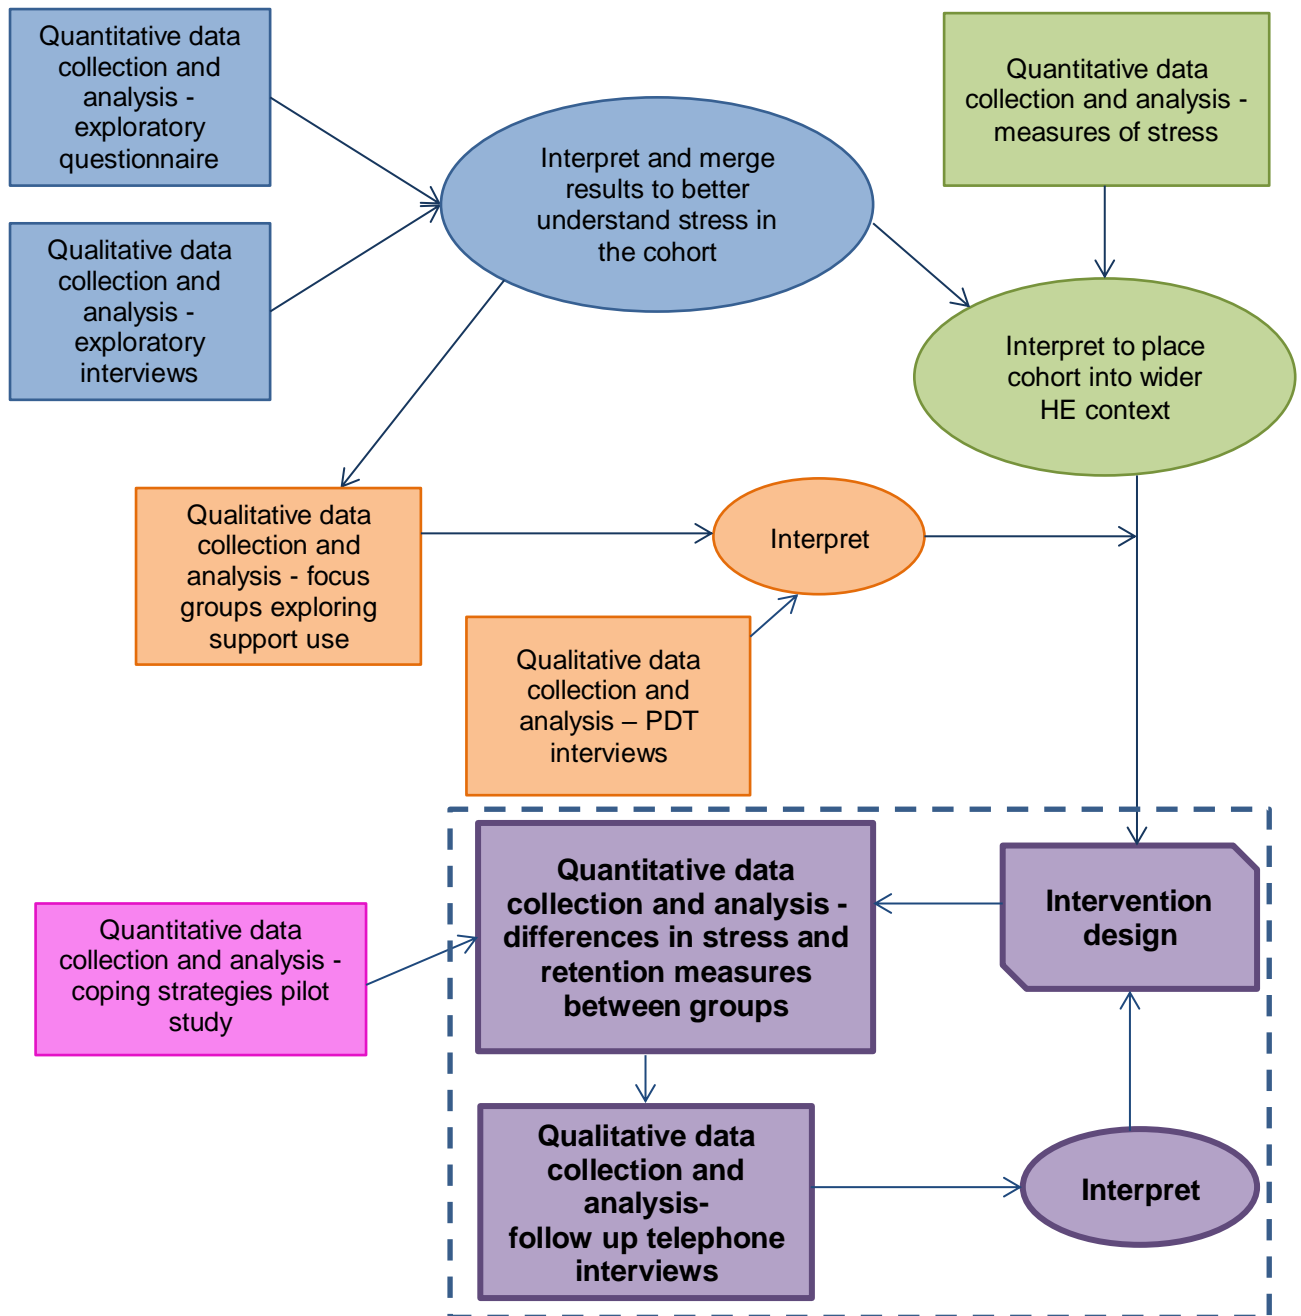 Quantitative data
collection and
analysis -
exploratory
questionnaire
Quantitative data
collection and analysis -
measures of stress
Interpret and merge
results to better
understand stress in
the cohort
Qualitative data
collection and
analysis -
exploratory
interviews
Interpret to place
cohort into wider
HE context
Qualitative data
collection and
analysis - focus
groups exploring
support use
Interpret
Qualitative data
collection and
analysis – PDT
interviews
Quantitative data
collection and analysis -
differences in stress and
retention measures
between groups
Intervention
design
Quantitative data
collection and analysis -
coping strategies pilot
study
Qualitative data
collection and
analysis-
follow up telephone
interviews
Interpret